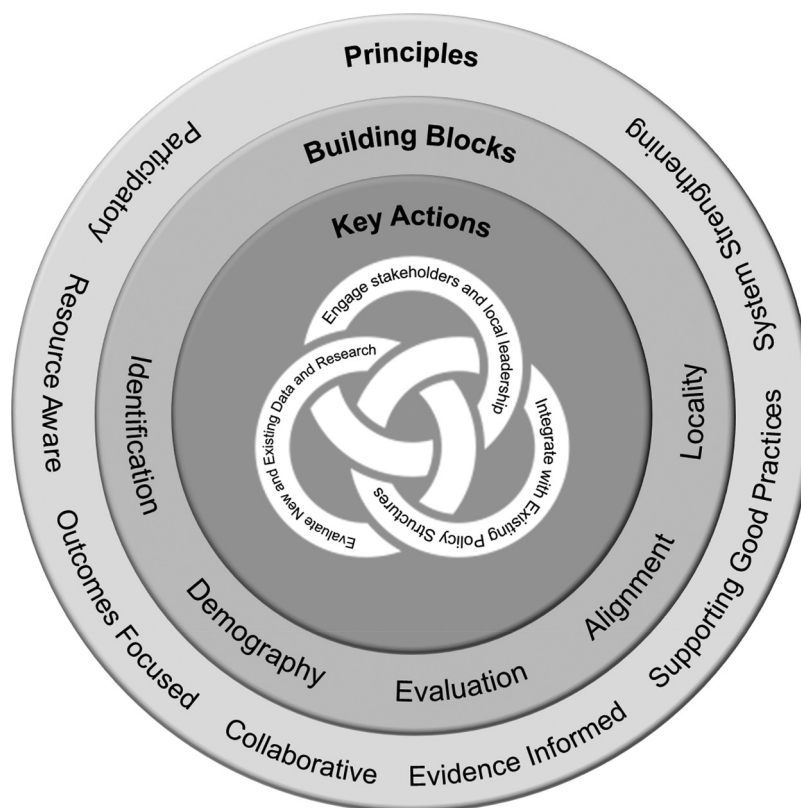 Principles
Participatory
Resource Aware
Outcomes Focused
Collaborative
Evidence Informed
Supporting Good Practices
System Strengthening
Building Blocks
Identification
Demography
Evaluation
Alignment
Locality
Key Actions
Engage stakeholders and local leadership
Evaluate New and Existing Data and Research
Integrate with Existing Policy Structures